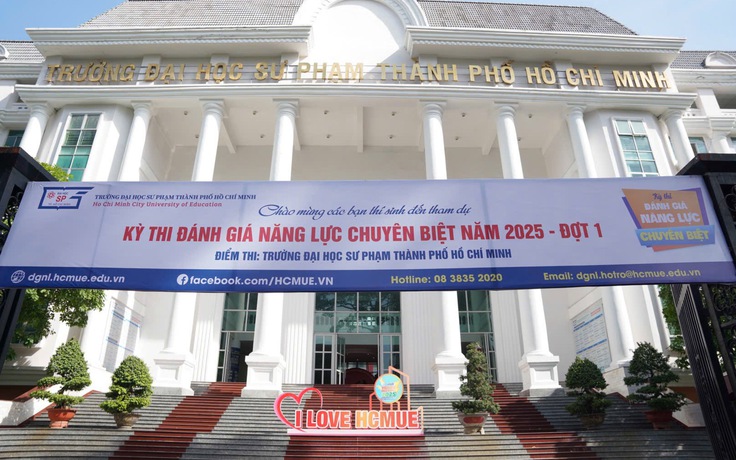 TRƯỜNG ĐẠI HỌC SƯ PHẠM THÀNH PHỐ HỒ CHÍ MINH
SP
TRƯỜNG ĐẠI HỌC SƯ PHẠM THÀNH PHỐ HỒ CHÍ MINH
Ho Chi Minh City University of Education
Chào mừng các bạn thí sinh đến tham dự
KỲ THI ĐÁNH GIÁ NĂNG LỰC CHUYÊN BIỆT NĂM 2025 - ĐỢT 1
ĐIỂM THI: TRƯỜNG ĐẠI HỌC SƯ PHẠM THÀNH PHỐ HỒ CHÍ MINH
Kỳ thi
ĐÁNH GIÁ
NĂNG LỰC
CHUYÊN BIỆT
dgnl.hcmue.edu.vn
facebook.com/HCMUE.VN
Hotline: 08 3835 2020
Email: dgnl.hotro@hcmue.edu.vn
I LOVE HCMUE